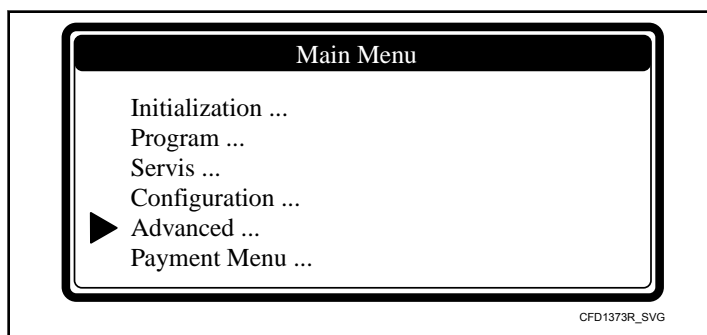 Main Menu
Initialization ...
Program ...
Servis ...
Configuration ...
Advanced ...
Payment Menu ...
CFD1373R_SVG